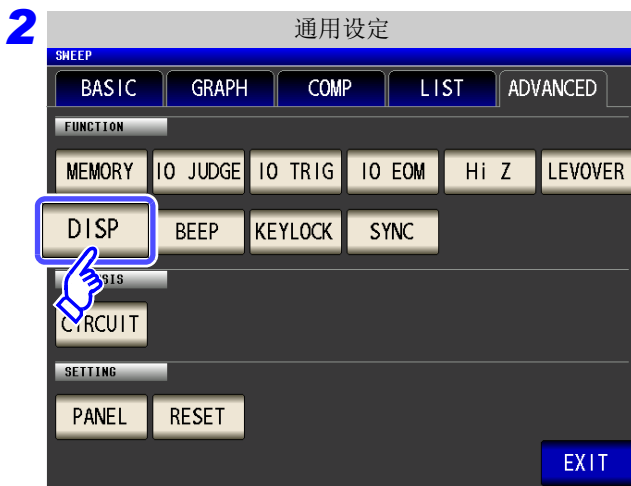 2
通用设定
SWEEP
BASIC GRAPH COMP LIST ADVANCED
FUNCTION
MEMORY IO JUDGE IO TRIG IO EOM Hi Z LEVOVER
DISP BEEP KEYLOCK SYNC
CIRCUIT
SETTING
PANEL RESET
EXIT